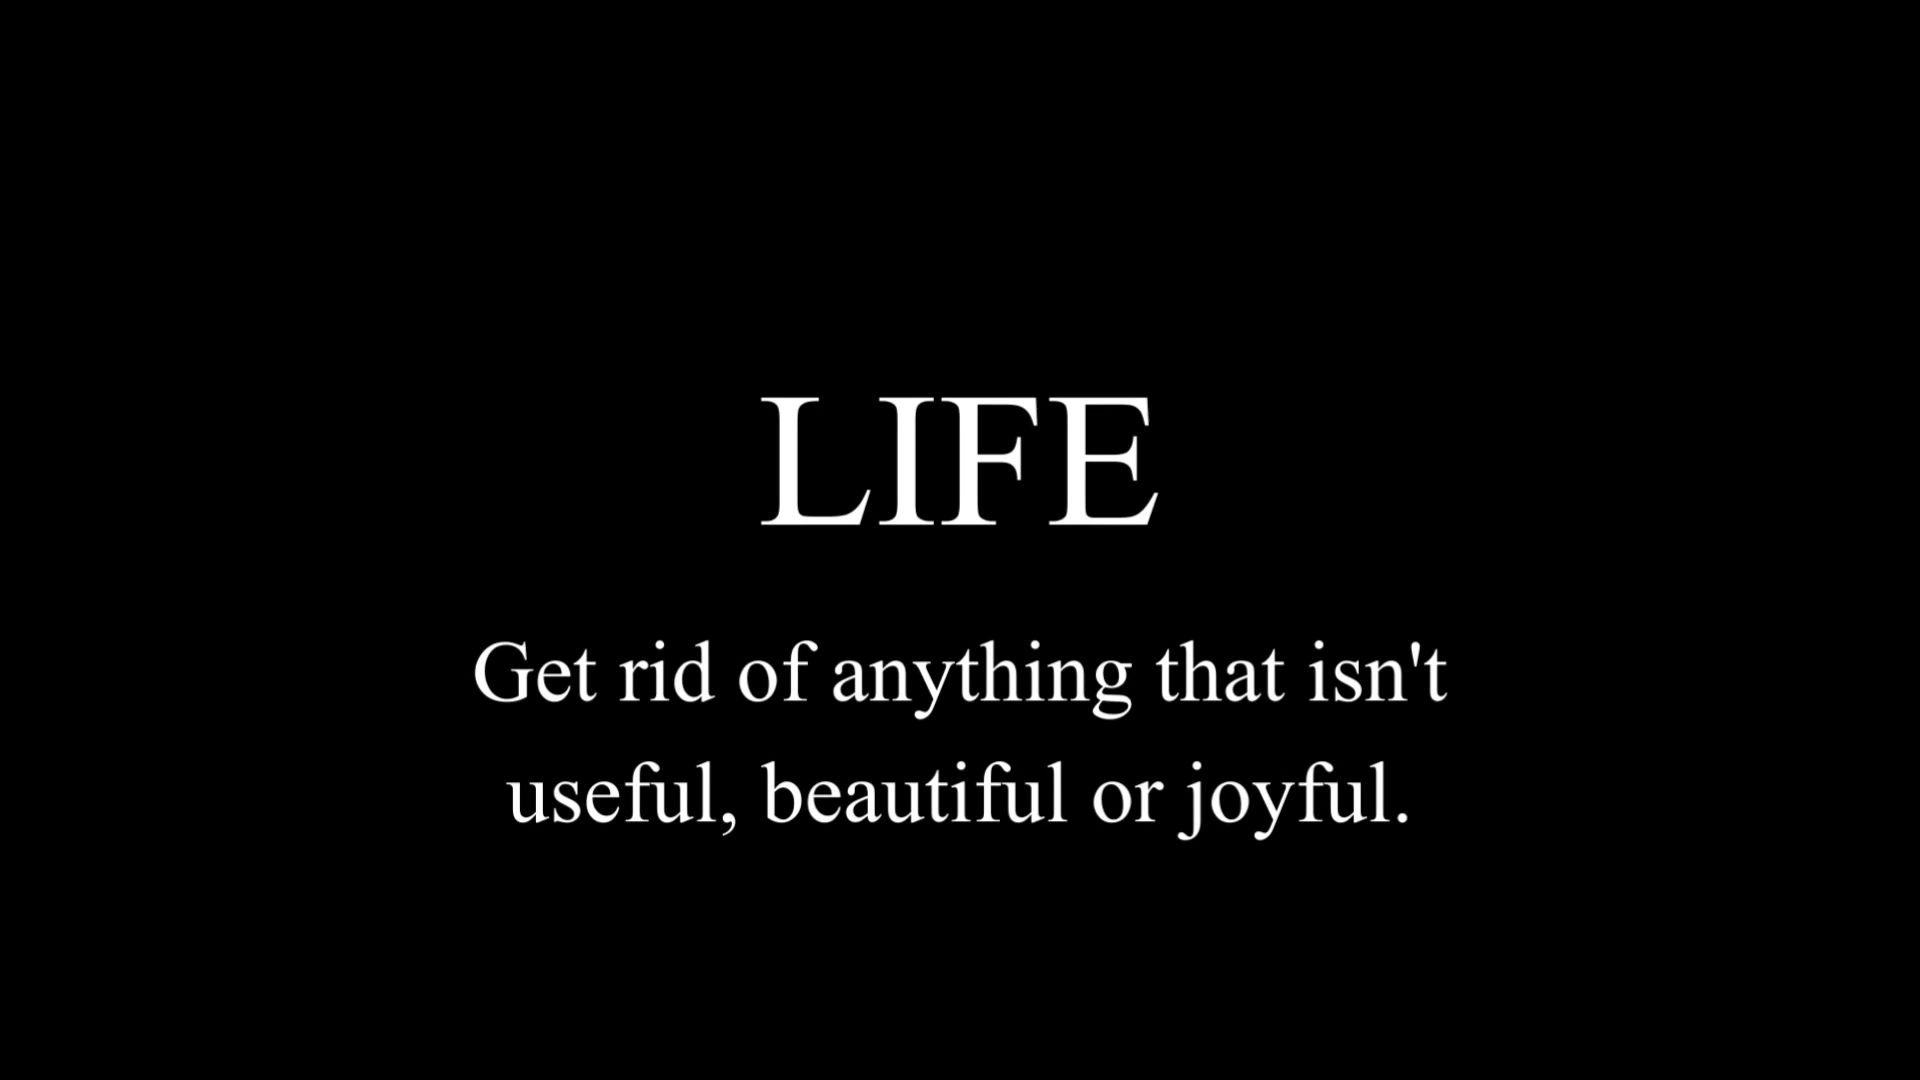 LIFE
Get rid of anything that isn't
useful, beautiful or joyful.